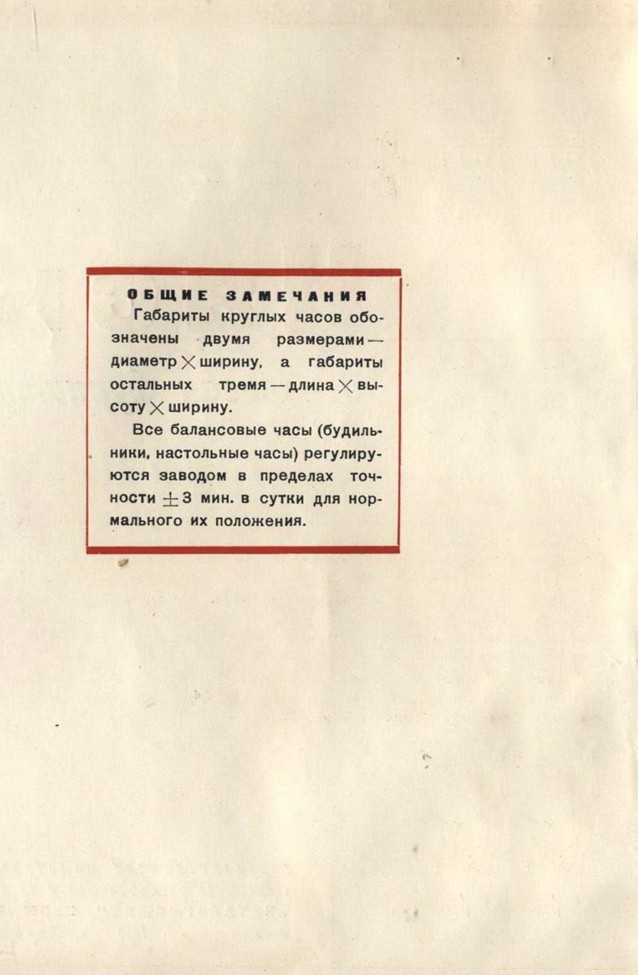 ОБЩИЕ ЗАМЕЧАНИЯ
Габариты круглых часов обо-
значены двумя размерами—
диаметр×ширину, а габариты
остальных тремя—длина×вы-
соту×ширину.
Все балансовые часы (будиль-
ники, настольные часы) регулиру-
ются заводом в пределах точ-
ности ±3 мин. в сутки для нор-
мального их положения.